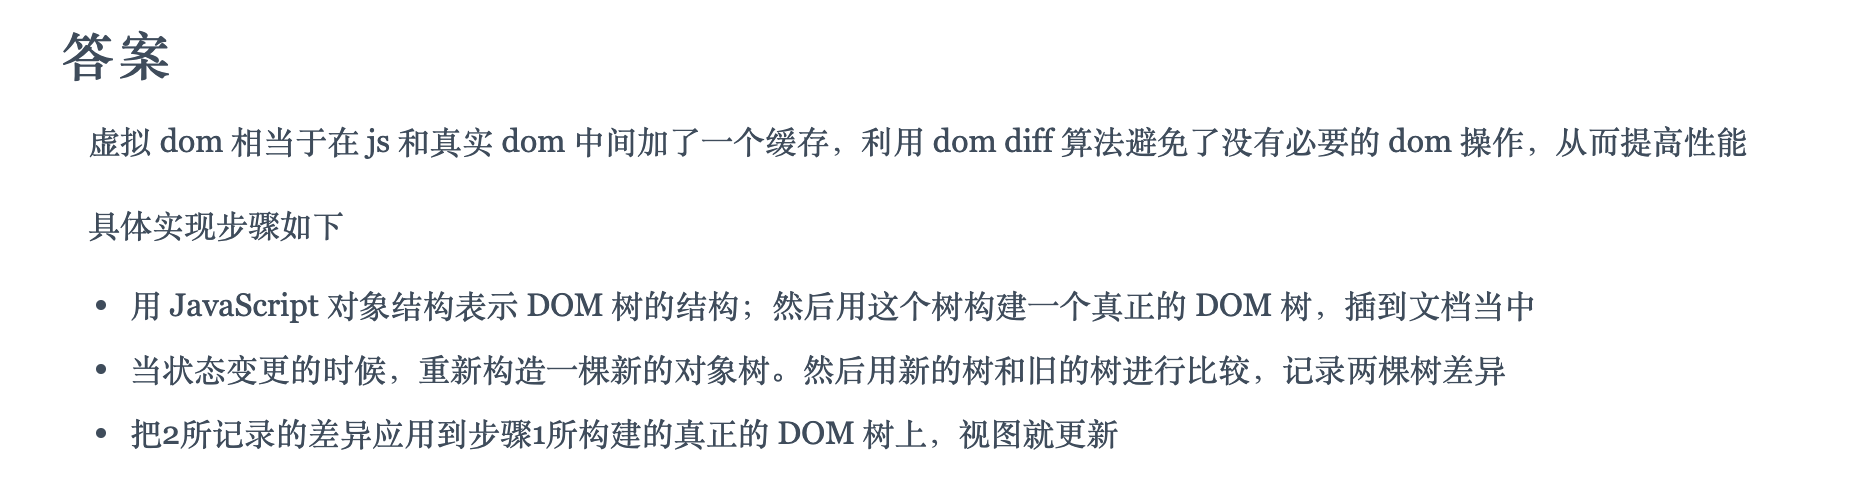 答案
虚拟 dom 相当于在 js 和真实 dom 中间加了一个缓存，利用 dom diff 算法避免了没有必要的 dom 操作，从而提高性能
具体实现步骤如下
• 用 JavaScript 对象结构表示 DOM 树的结构；然后用这个树构建一个真正的 DOM 树，插到文档当中
• 当状态变更的时候，重新构造一棵新的对象树。然后用新的树和旧的树进行比较，记录两棵树差异
• 把2所记录的差异应用到步骤1所构建的真正的 DOM 树上，视图就更新